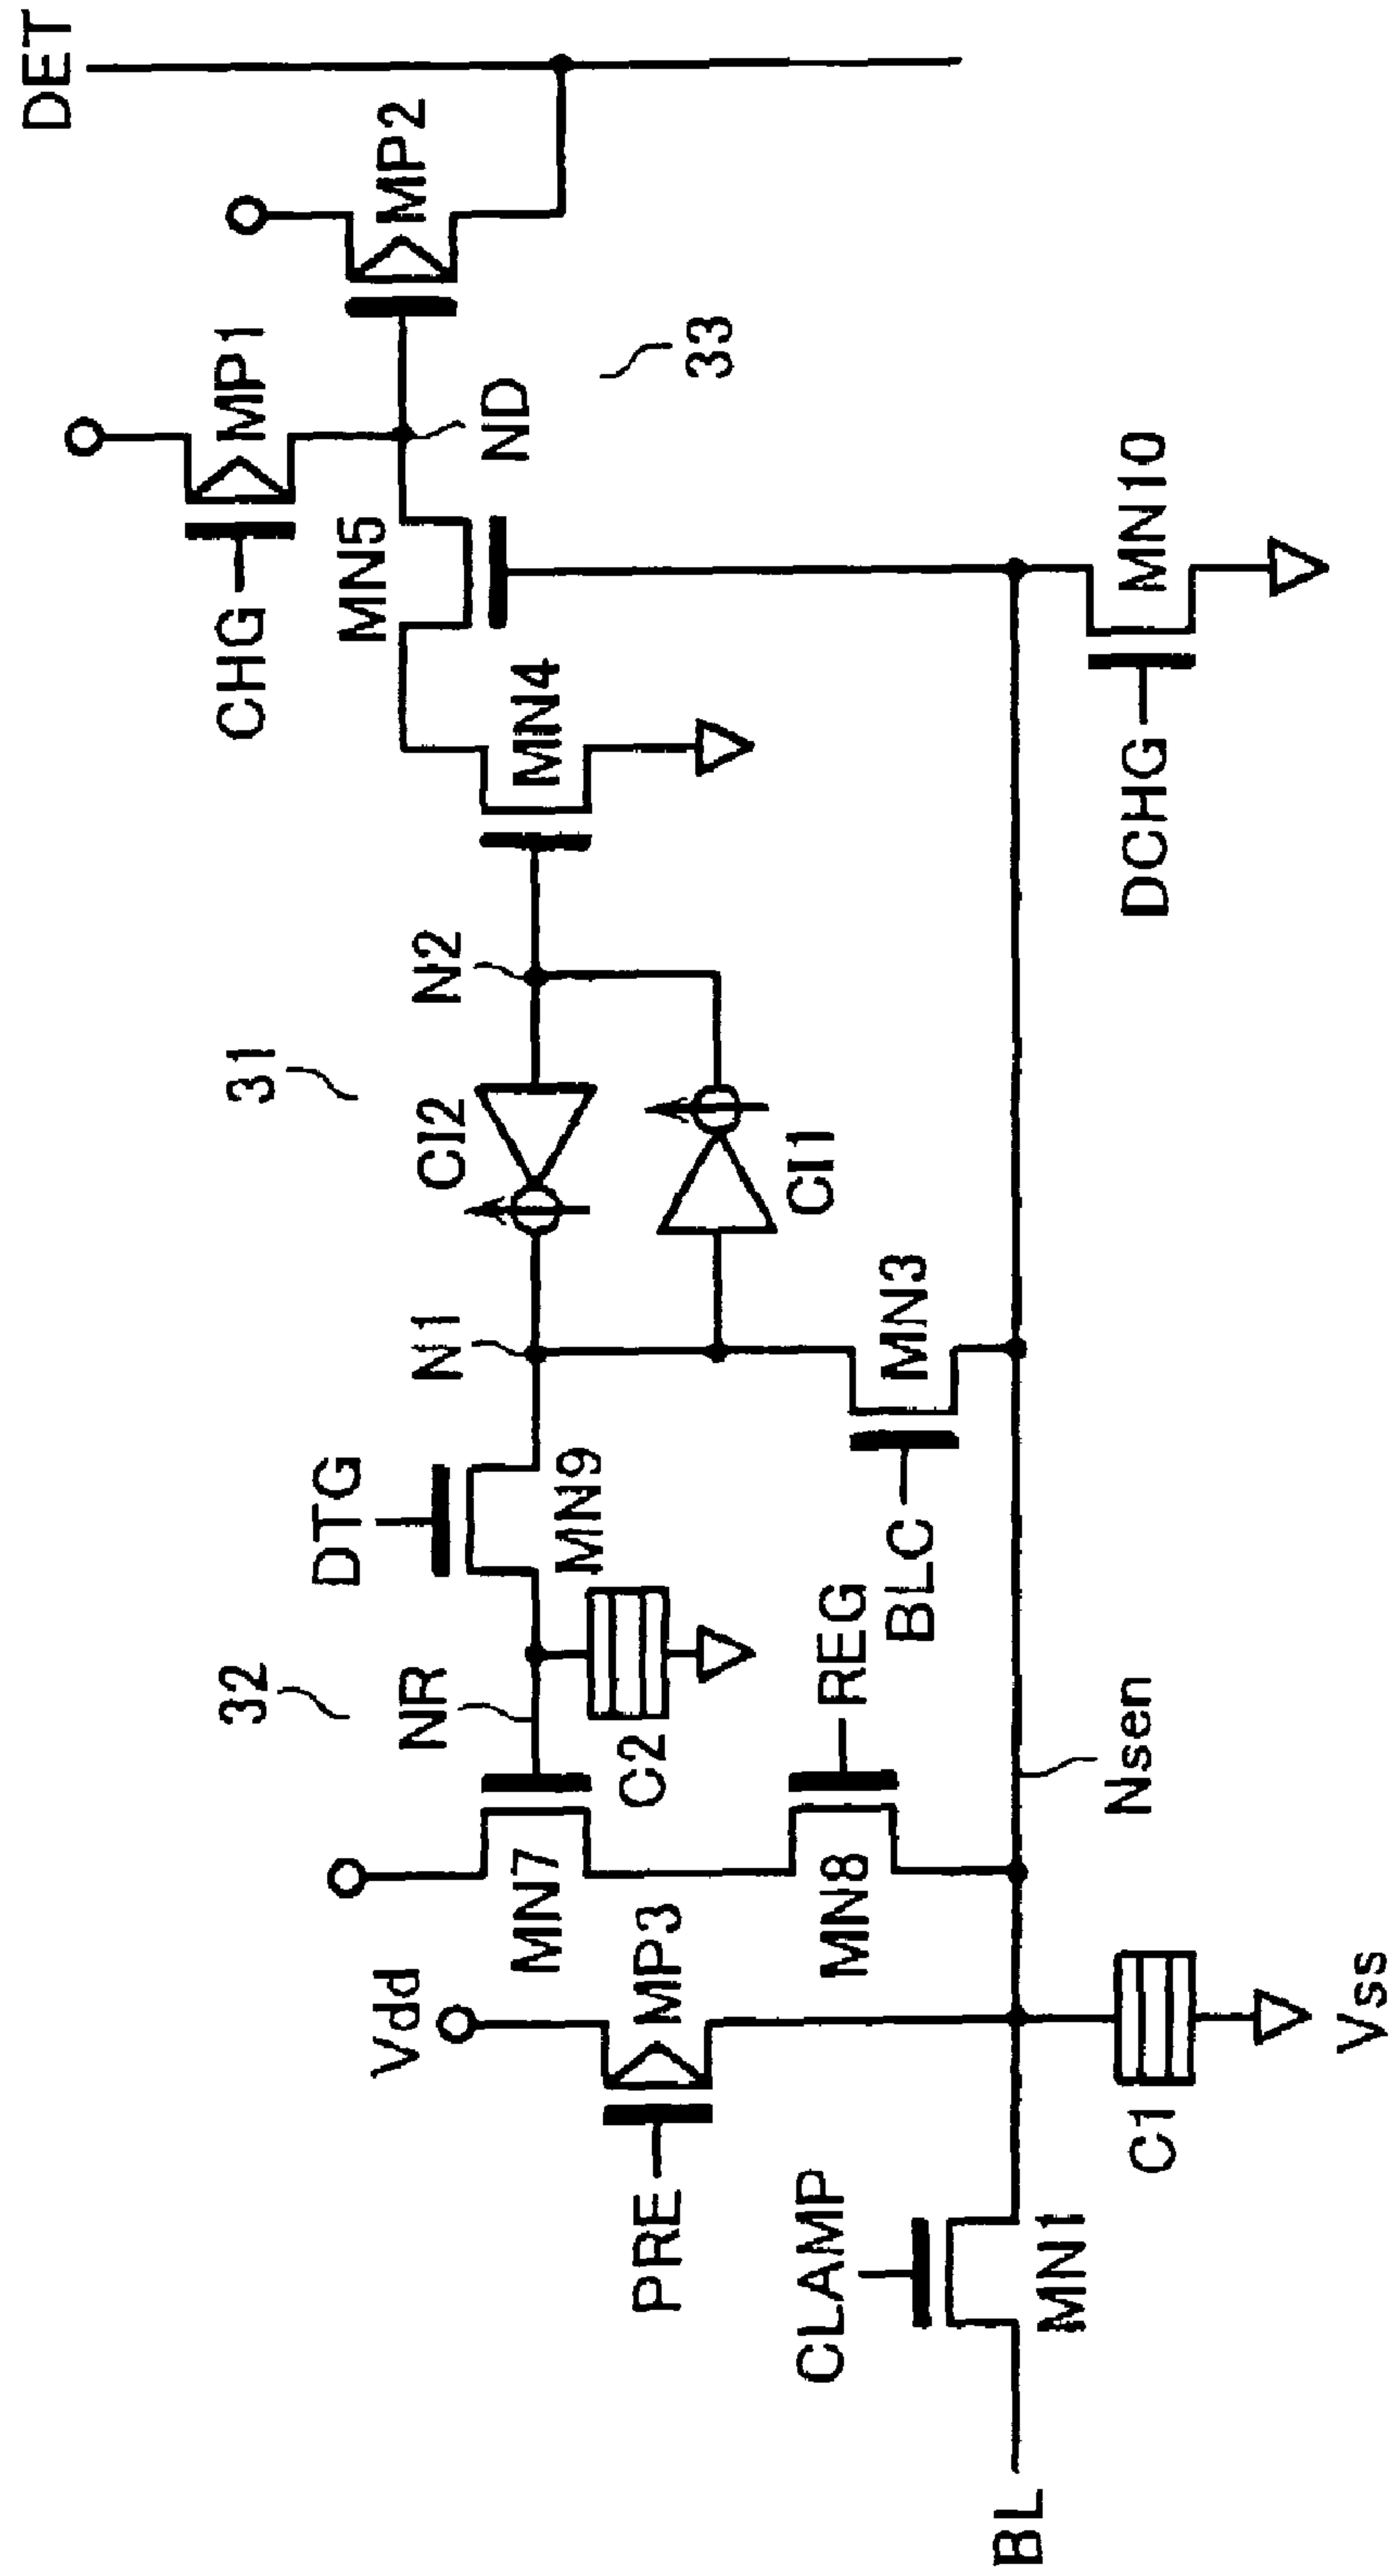 DET
MP2
MP1
CHG
33
ND
MN5
MN4
MN10
DCHG
N2
31
CI2
CI1
N1
MN3
BLC
DTG
MN9
32
NR
C2
REG
MN7
MN8
Nsen
Vdd
MP3
PRE
C1
Vss
CLAMP
MN1
BL